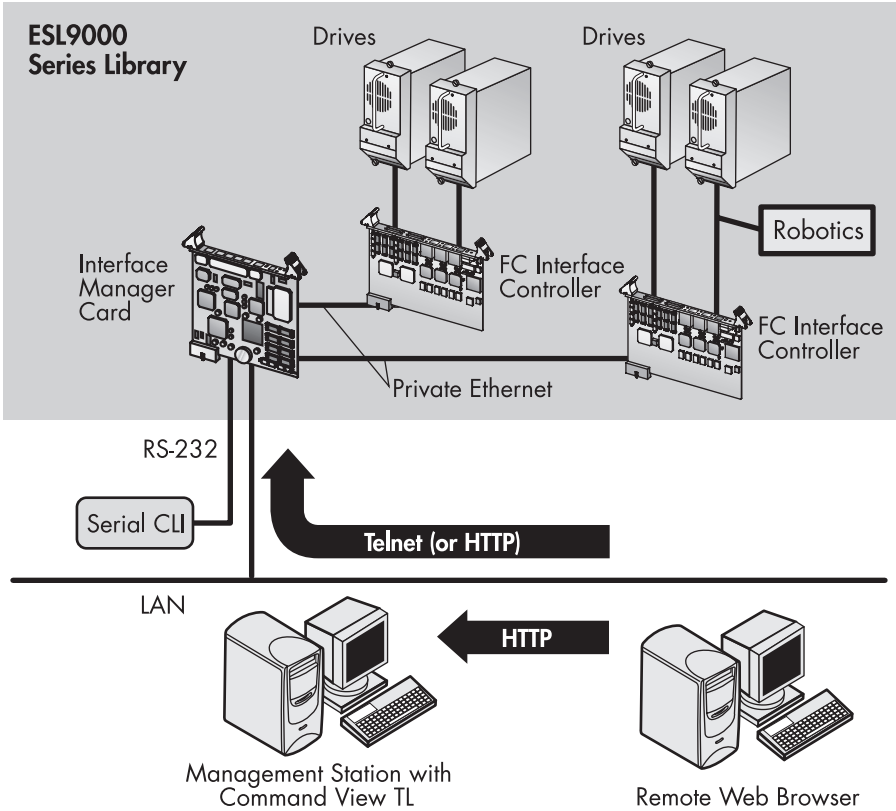 ESL9000
Series Library
Drives
Drives
Robotics
Interface
Manager
Card
FC Interface
Controller
FC Interface
Controller
Private Ethernet
RS-232
Serial CLI
Telnet (or HTTP)
LAN
HTTP
Management Station with
Command View TL
Remote Web Browser